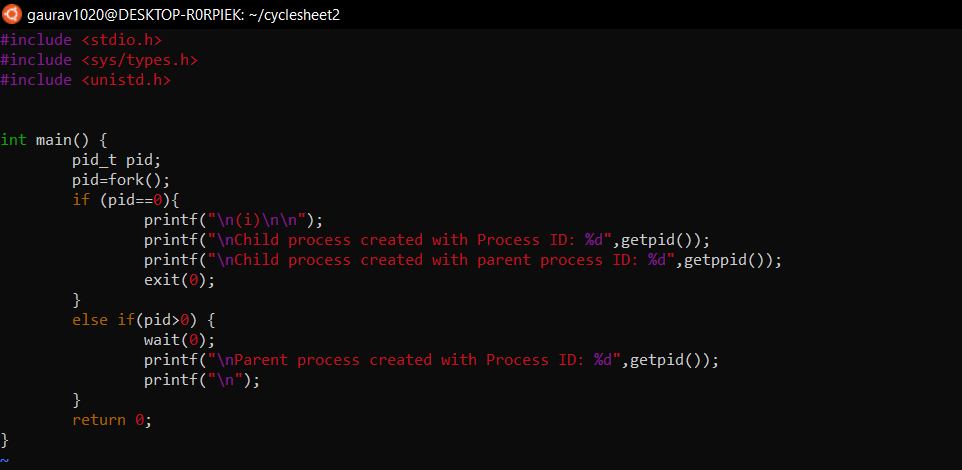 gaurav1020@DESKTOP-R0RPIEK: ~/cyclesheet2
#include <stdio.h>
#include <sys/types.h>
#include <unistd.h>
int main() {
        pid_t pid;
        pid=fork();
        if (pid==0){
                printf("\n(i)\n\n");
                printf("\nChild process created with Process ID: %d",getpid());
                printf("\nChild process created with parent process ID: %d",getppid());
                exit(0);
        }
        else if(pid>0) {
                wait(0);
                printf("\nParent process created with Process ID: %d",getpid());
                printf("\n");
        }
        return 0;
}
~